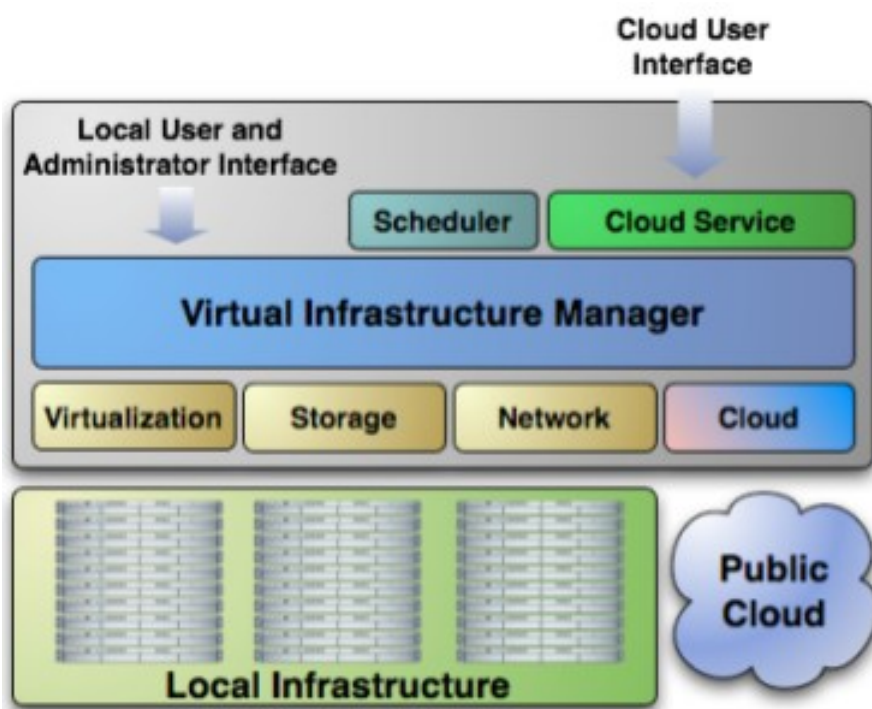 Cloud User
Interface
Local User and
Administrator Interface
Scheduler
Cloud Service
Virtual Infrastructure Manager
Virtualization
Storage
Network
Cloud
Public
Cloud
Local Infrastructure